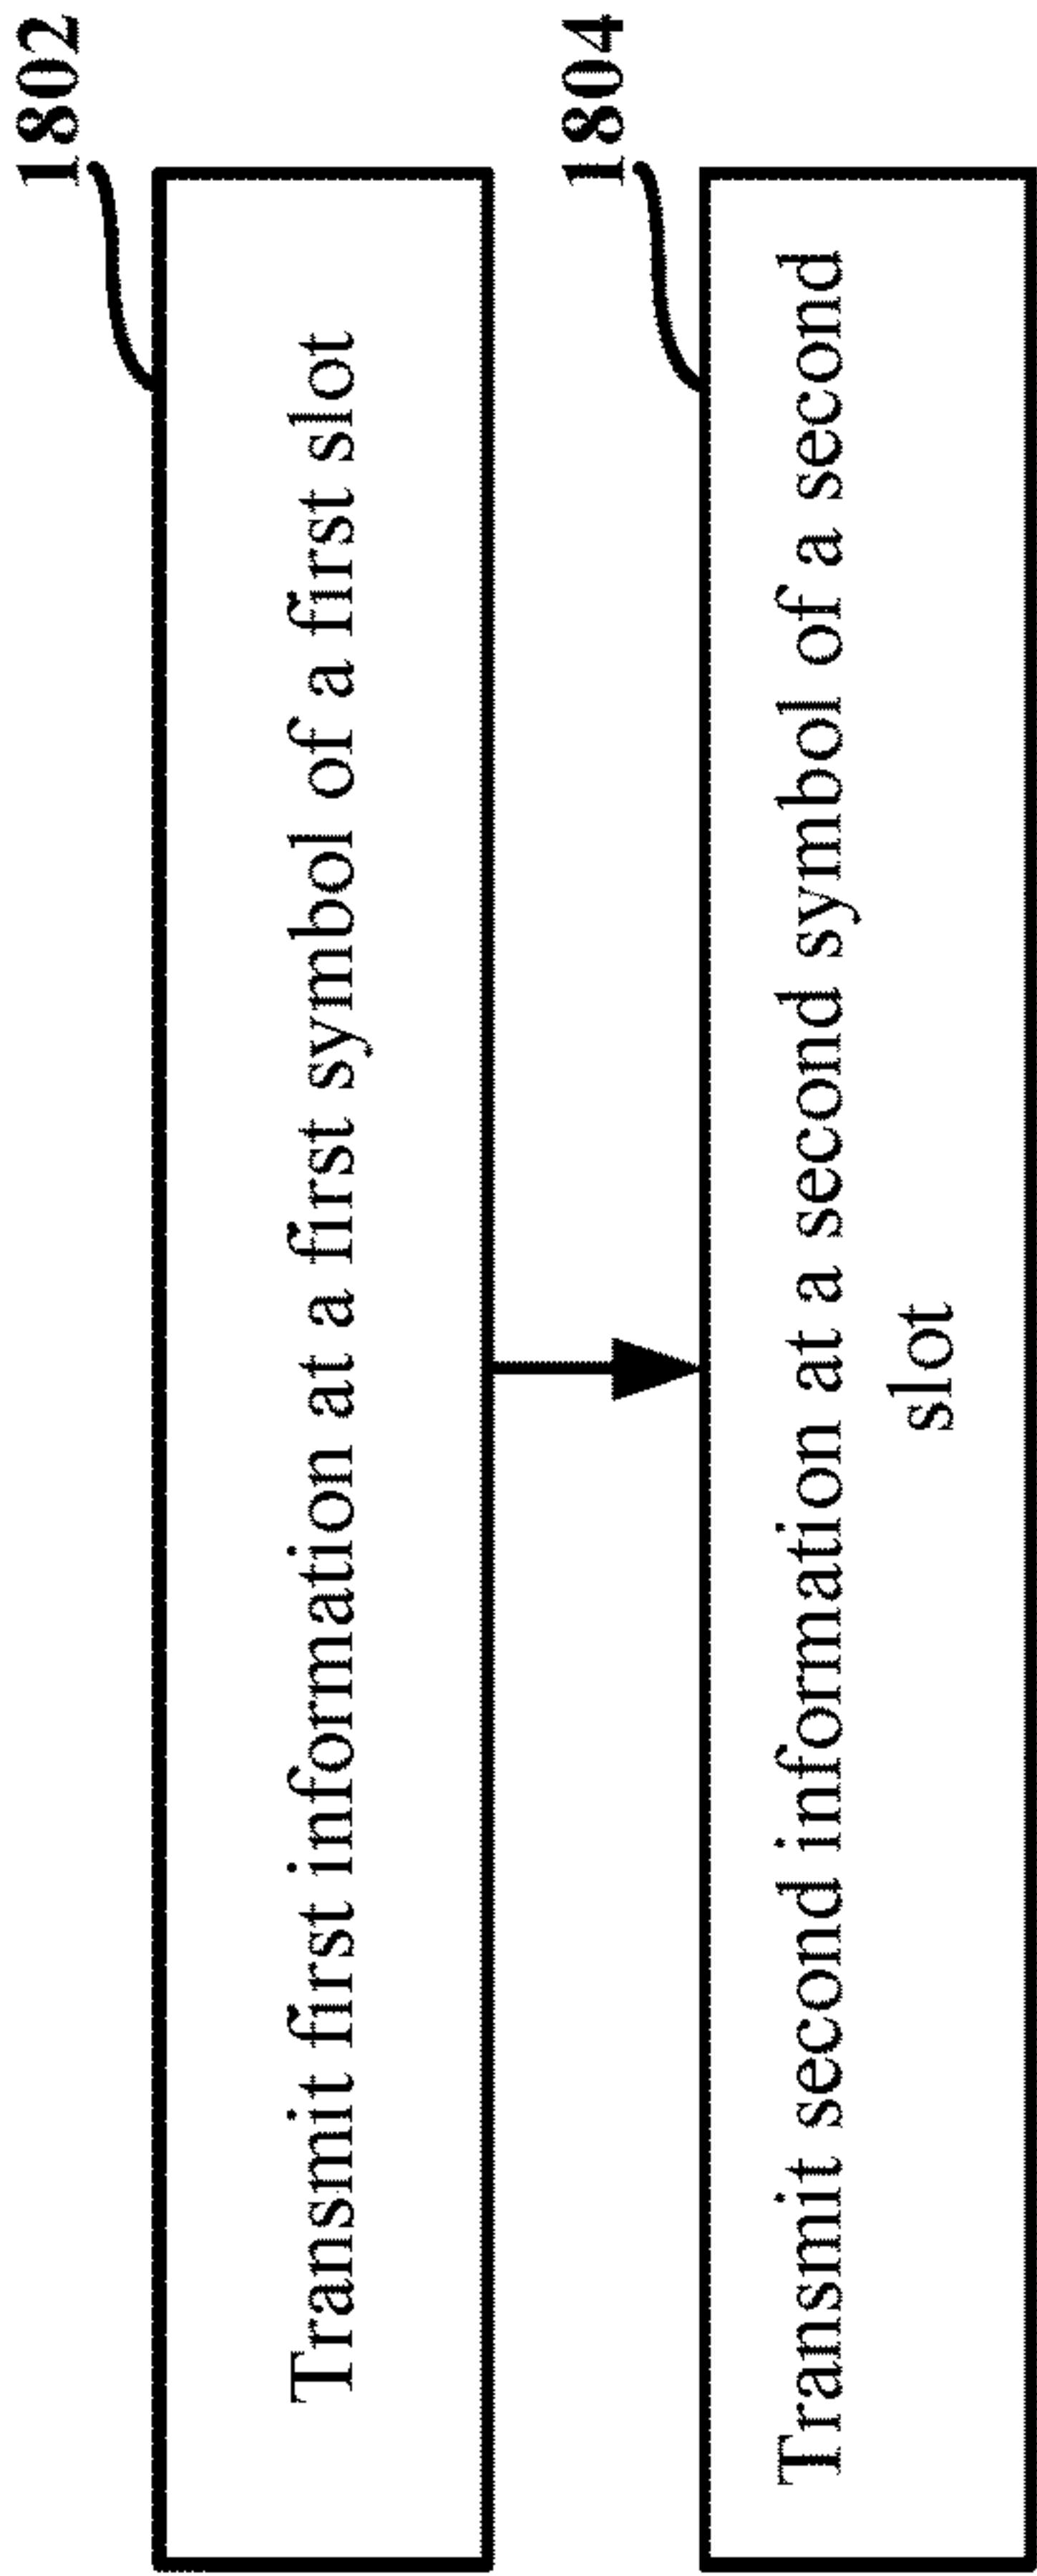 1802
Transmit first information at a first symbol of a first slot
1804
Transmit second information at a second symbol of a second
slot